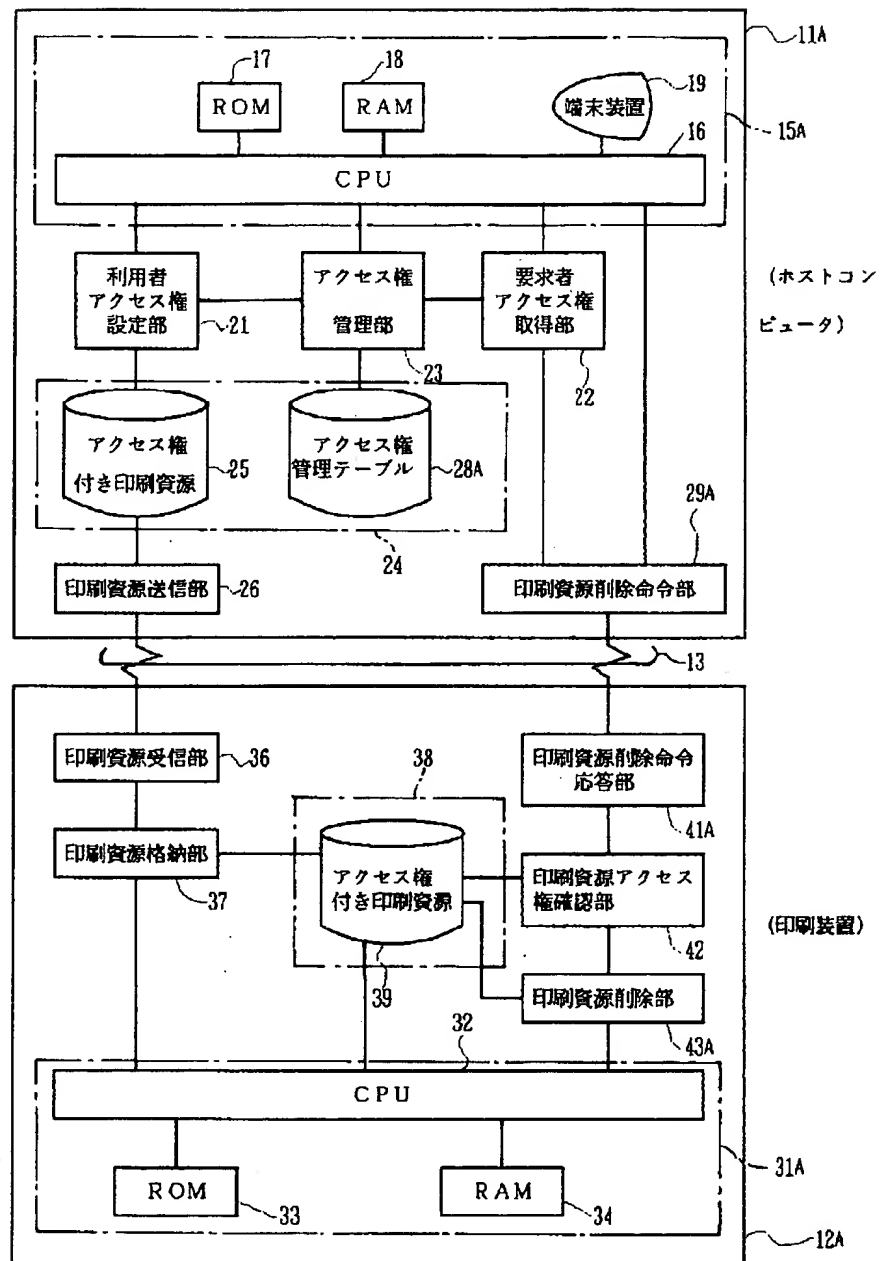 11A
17
18
19
ROM
RAM
端末装置
15A
16
CPU
利用者
アクセス権
設定部
21
アクセス権
管理部
23
要求者
アクセス権
取得部
22
(ホストコン
ピュータ)
アクセス権
付き印刷資源
25
アクセス権
管理テーブル
28A
24
29A
印刷資源送信部
26
印刷資源削除命令部
13
印刷資源受信部
36
38
印刷資源削除命令
応答部
41A
印刷資源格納部
37
アクセス権
付き印刷資源
39
印刷資源アクセス
権確認部
42
(印刷装置)
印刷資源削除部
43A
32
CPU
31A
ROM
33
RAM
34
12A